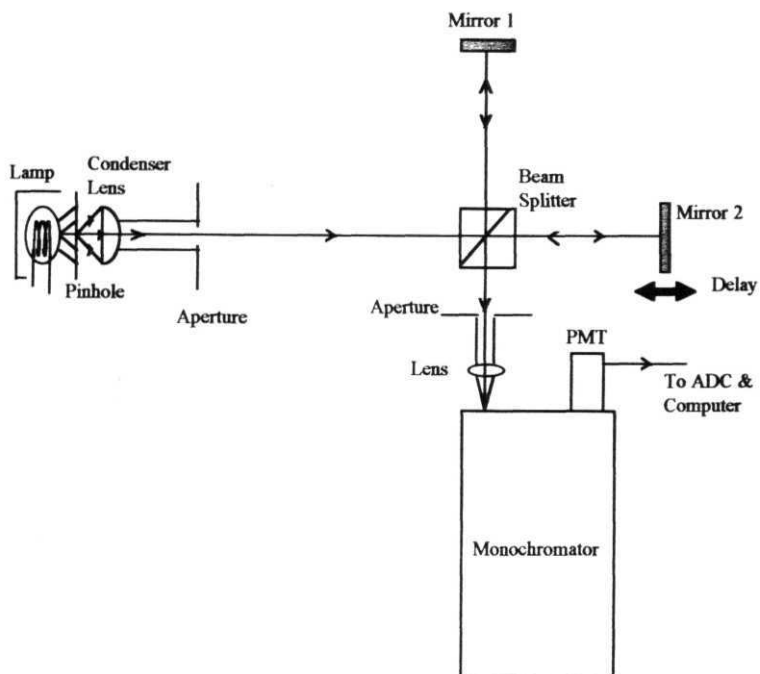 Mirror 1
Lamp
Condenser
Lens
Beam
Splitter
Mirror 2
Pinhole
Aperture
Delay
Aperture
PMT
Lens
To ADC &
Computer
Monochromator